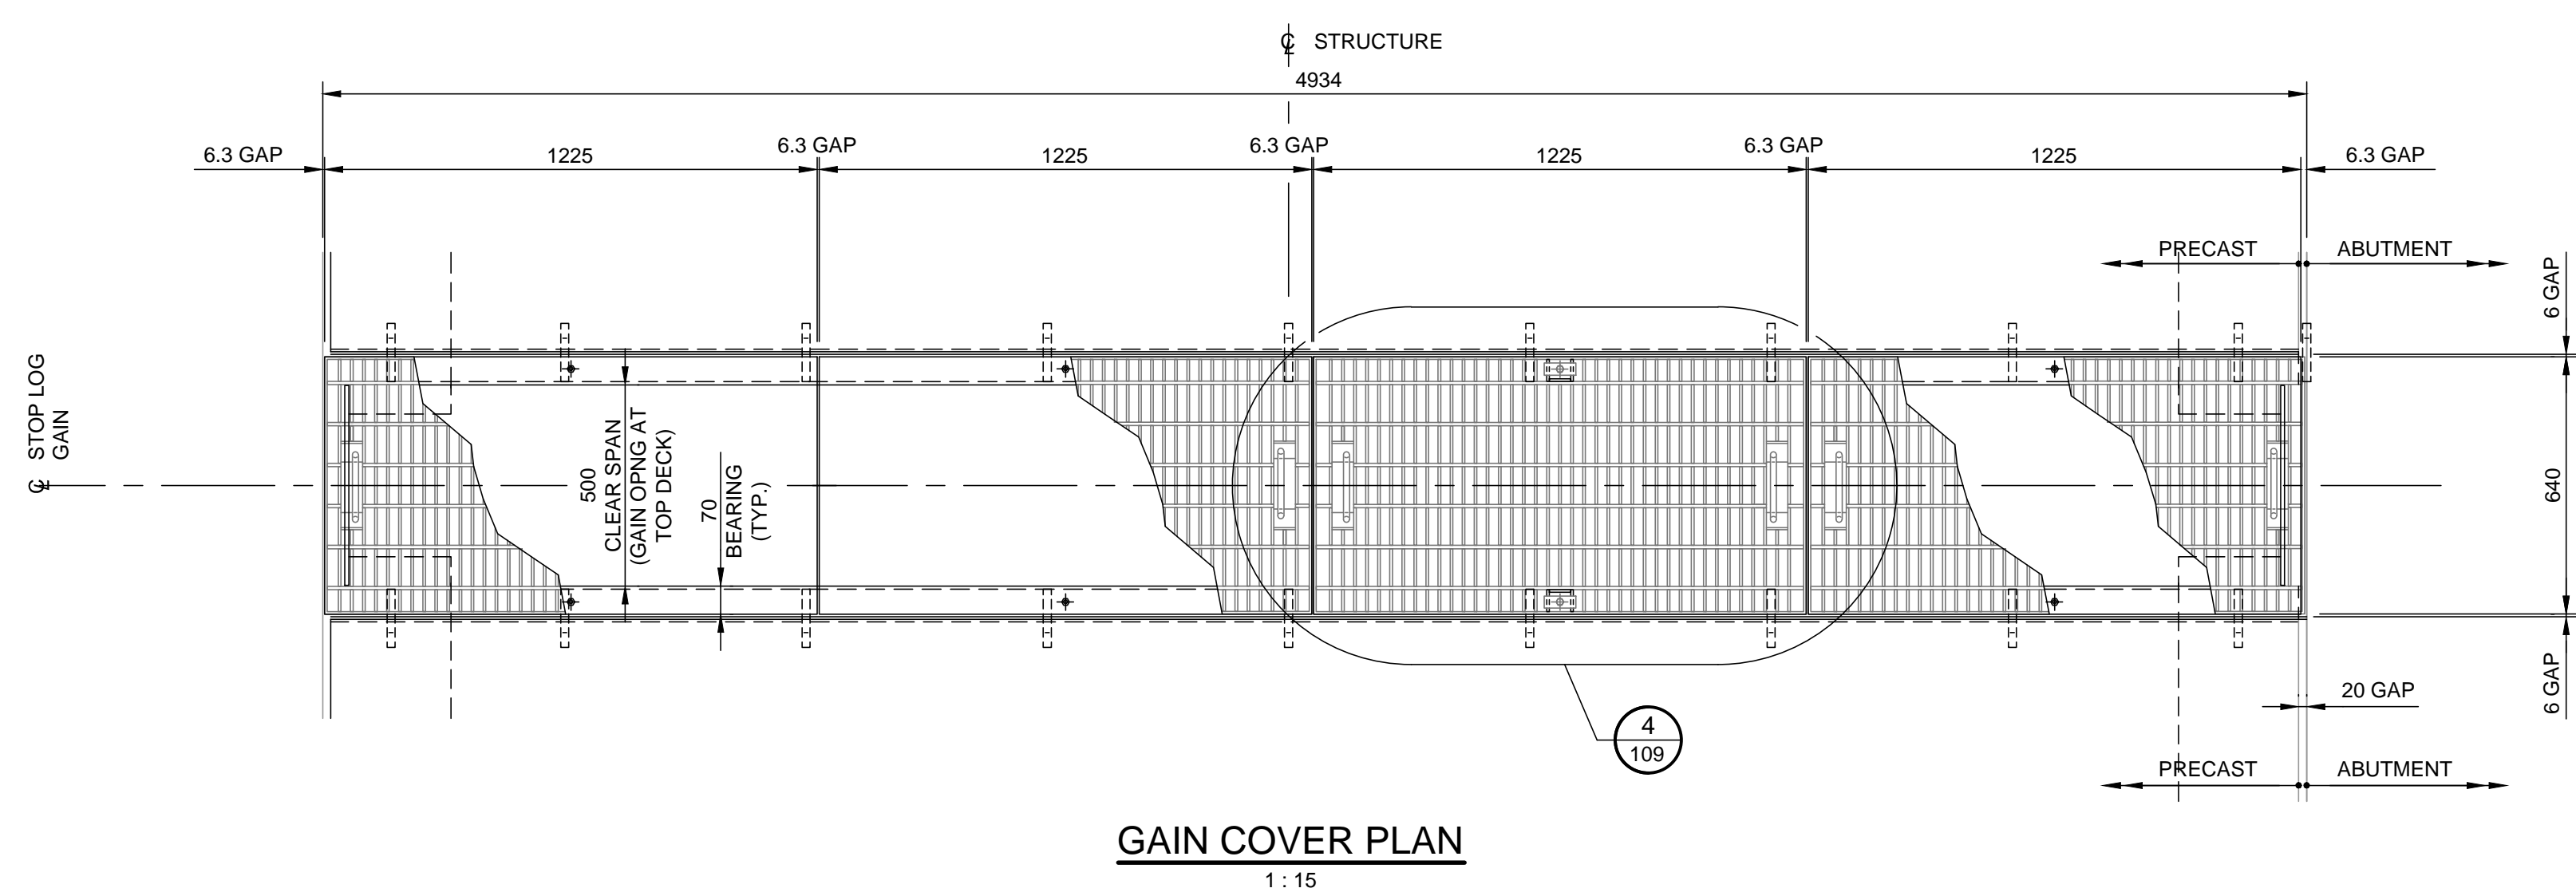 ℄ STRUCTURE
4934
6.3 GAP
1225
6.3 GAP
1225
6.3 GAP
1225
6.3 GAP
1225
6.3 GAP
PRECAST
ABUTMENT
6 GAP
℄ STOP LOG
GAIN
500
CLEAR SPAN
(GAIN OPNG AT
TOP DECK)
70
BEARING
(TYP.)
640
6 GAP
20 GAP
4
109
PRECAST
ABUTMENT
GAIN COVER PLAN
1 : 15